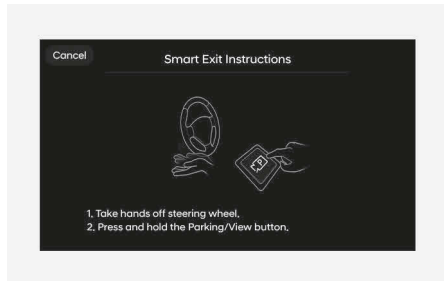 Cancel
Smart Exit Instructions
P
1, Take hands off steering wheel,
2, Press and hold the Parking/View button,